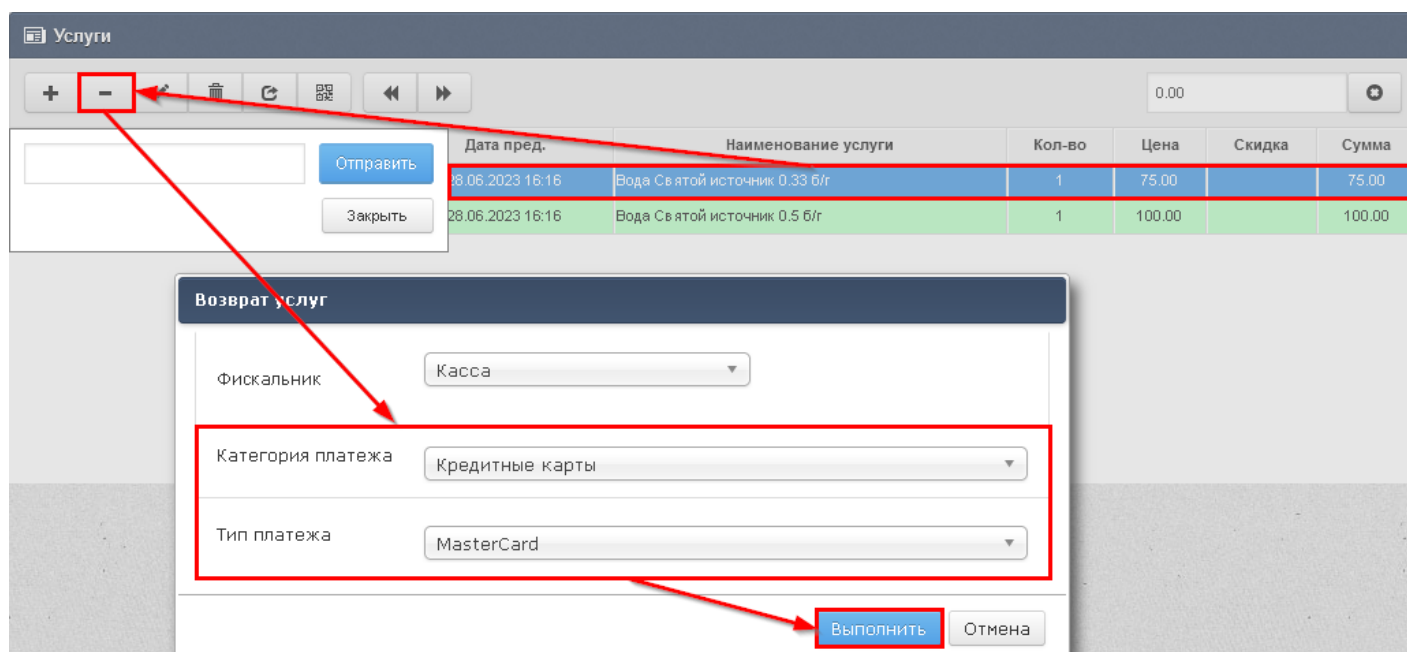 Услуги
0.00
Дата пред. Наименование услуги Кол-во Цена Скидка Сумма
Отправить
28.06.2023 16:16 Вода Святой источник 0.33 б/г 1 75.00 75.00
Закрыть
28.06.2023 16:16 Вода Святой источник 0.5 б/г 1 100.00 100.00
Возврат услуг
Фискальник Касса
Категория платежа Кредитные карты
Тип платежа MasterCard
Выполнить Отмена